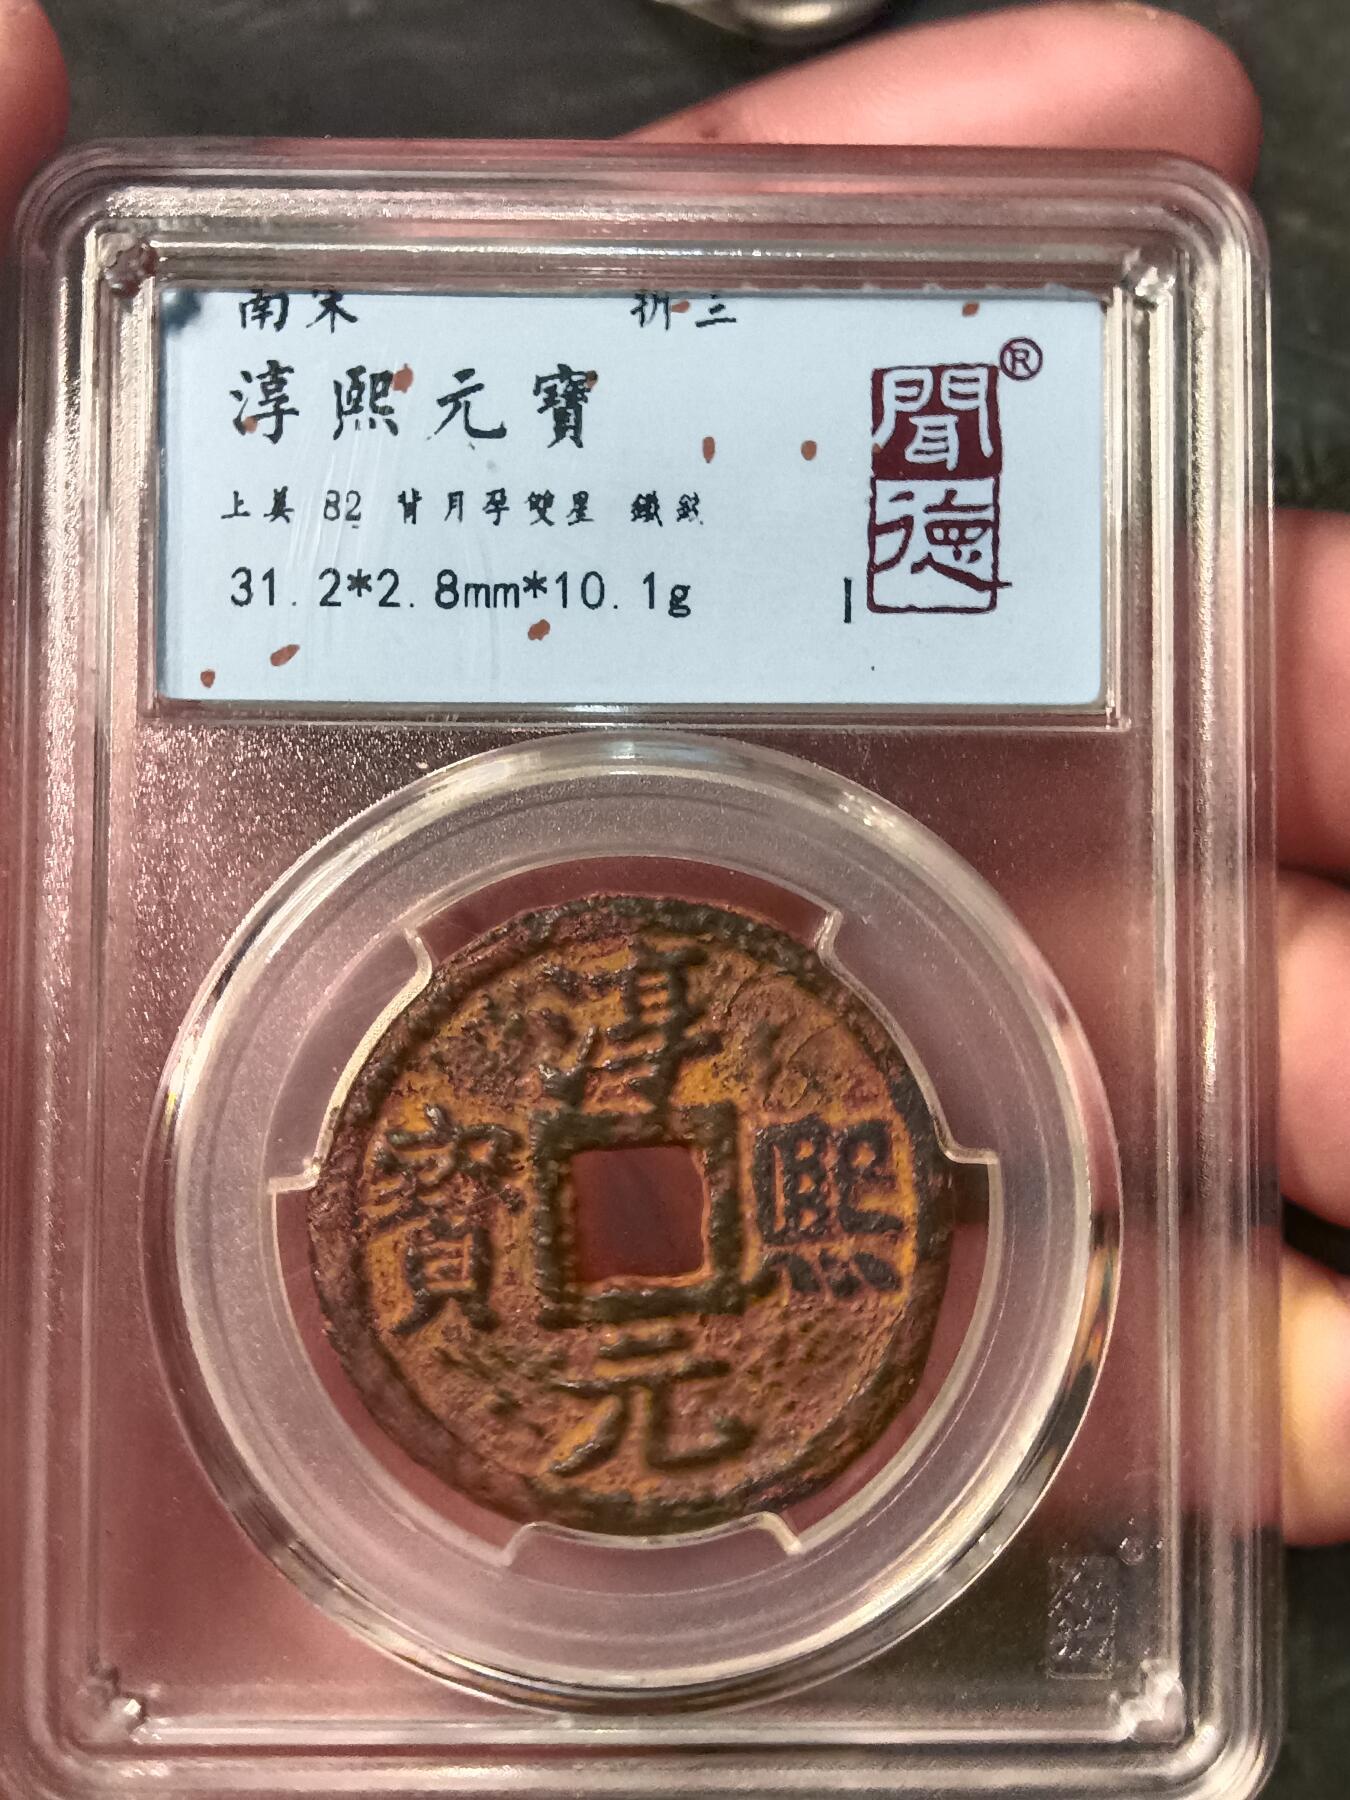 南宋 折三
淳熙元寶
上美 82 背月孕雙星 鐵錢
31.2*2.8mm*10.1g
聞德
®
淳熙元寶